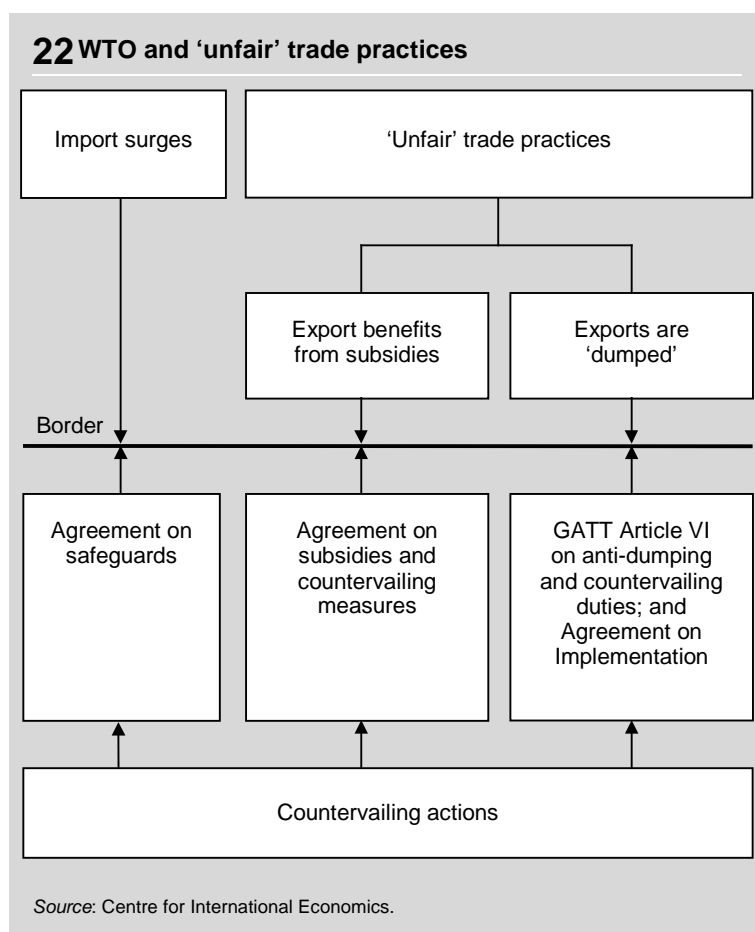 22 WTO and ‘unfair’ trade practices
Import surges
‘Unfair’ trade practices
Export benefits
from subsidies
Exports are
‘dumped’
Border
Agreement on
safeguards
Agreement on
subsidies and
countervailing
measures
GATT Article VI
on anti-dumping
and countervailing
duties; and
Agreement on
Implementation
Countervailing actions
Source: Centre for International Economics.